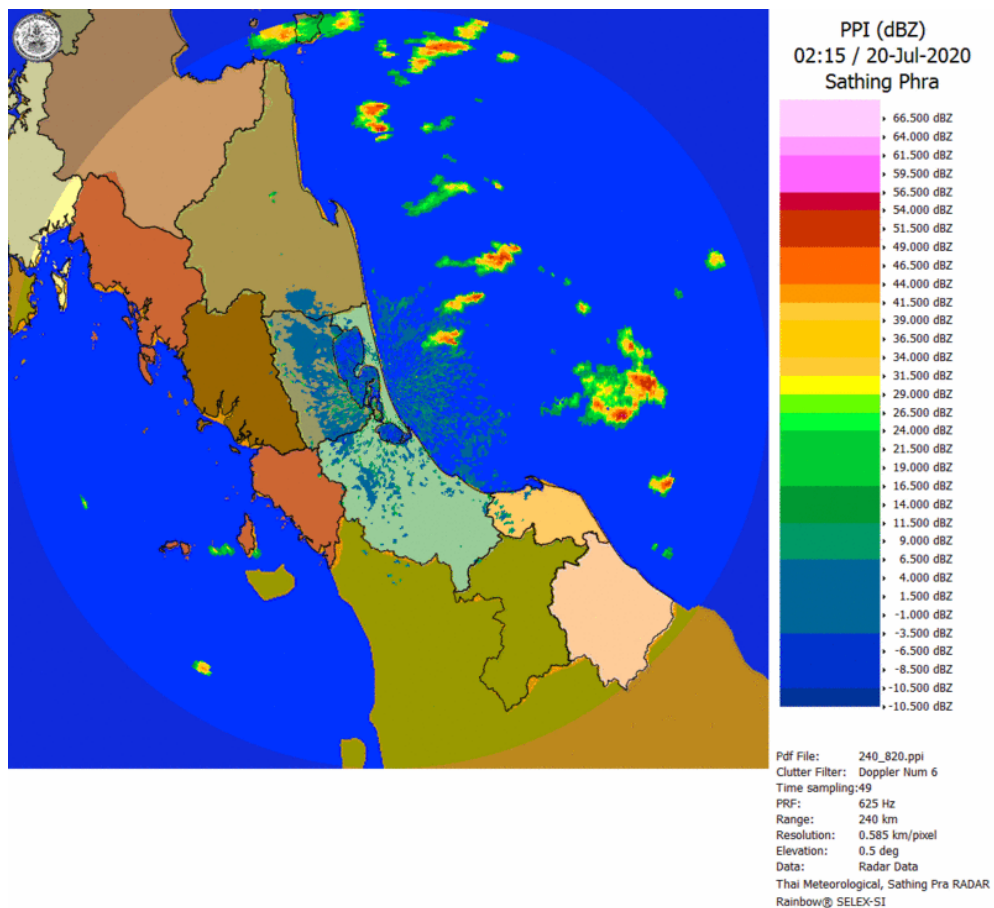 PPI (dBZ)
02:15 / 20-Jul-2020
Sathing Phra
66.500 dBZ
64.000 dBZ
61.500 dBZ
59.500 dBZ
56.500 dBZ
54.000 dBZ
51.500 dBZ
49.000 dBZ
46.500 dBZ
44.000 dBZ
41.500 dBZ
39.000 dBZ
36.500 dBZ
34.000 dBZ
31.500 dBZ
29.000 dBZ
26.500 dBZ
24.000 dBZ
21.500 dBZ
19.000 dBZ
16.500 dBZ
14.000 dBZ
11.500 dBZ
9.000 dBZ
6.500 dBZ
4.000 dBZ
1.500 dBZ
-1.000 dBZ
-3.500 dBZ
-6.500 dBZ
-8.500 dBZ
-10.500 dBZ
-10.500 dBZ
Pdf File: 240_820.ppi
Clutter Filter: Doppler Num 6
Time sampling:49
PRF: 625 Hz
Range: 240 km
Resolution: 0.585 km/pixel
Elevation: 0.5 deg
Data: Radar Data
Thai Meteorological, Sathing Pra RADAR
Rainbow® SELEX-SI